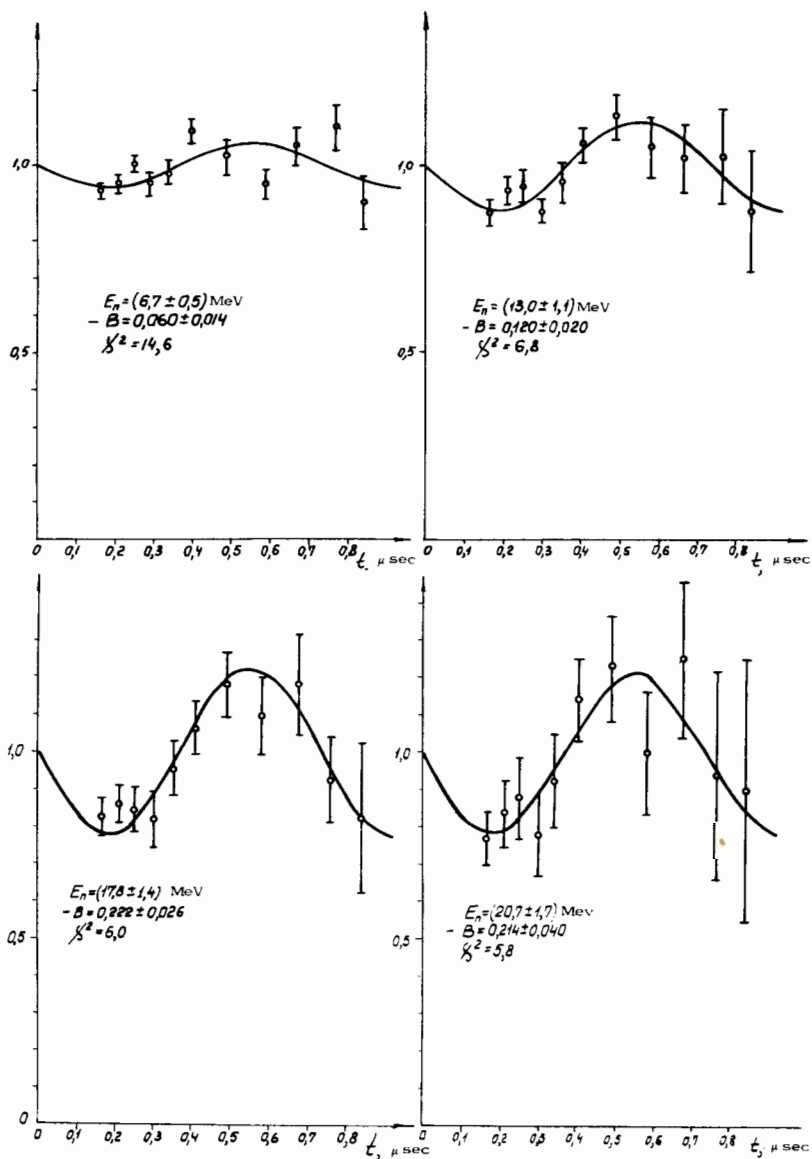 1,0
E_n=(6,7±0,5) MeV
- B=0,060±0,014
χ²=14,6
0,5
0 0,1 0,2 0,3 0,4 0,5 0,6 0,7 0,8
t, μsec
1,0
E_n=(13,0±1,1) MeV
- B=0,120±0,020
χ²=6,8
0,5
0 0,1 0,2 0,3 0,4 0,5 0,6 0,7 0,8
t, μsec
1,0
E_n=(17,8±1,4) MeV
- B=0,222±0,026
χ²=6,0
0,5
0
0 0,1 0,2 0,3 0,4 0,5 0,6 0,7 0,8
t, μsec
1,0
E_n=(20,7±1,7) Mev
- B=0,214±0,040
χ²=5,8
0,5
0 0,1 0,2 0,3 0,4 0,5 0,6 0,7 0,8
t, μsec